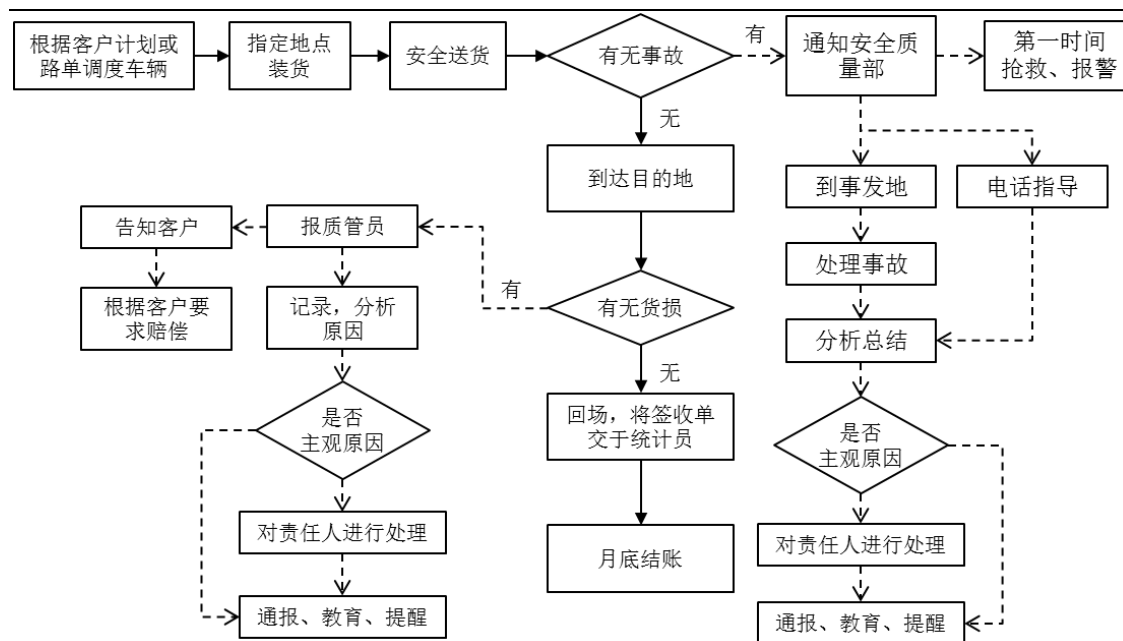 根据客户计划或
路单调度车辆
指定地点
装货
安全送货
有无事故
有
通知安全质
量部
第一时间
抢救、报警
无
到达目的地
到事发地
电话指导
告知客户
报质管员
处理事故
有
有无货损
根据客户要
求赔偿
记录，分析
原因
分析总结
无
是否
主观原因
回场，将签收单
交于统计员
是否
主观原因
对责任人进行处理
月底结账
对责任人进行处理
通报、教育、提醒
通报、教育、提醒